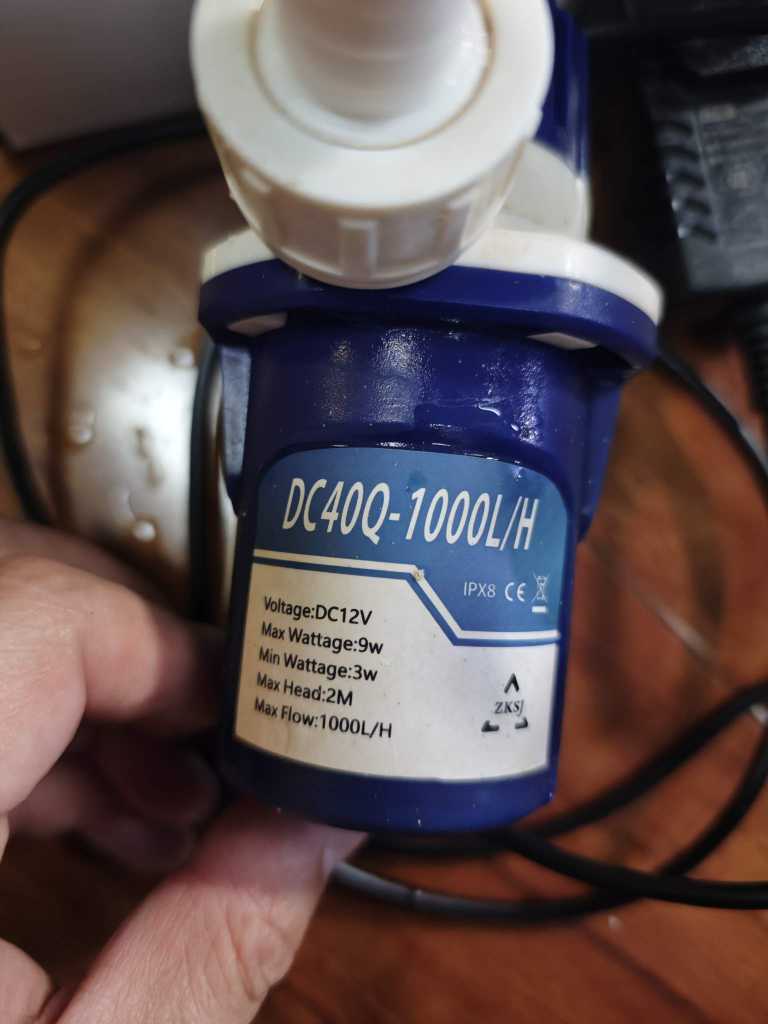 DC40Q-1000L/H
IPX8 CE
Voltage:DC12V
Max Wattage:9w
Min Wattage:3w
Max Head:2M
Max Flow:1000L/H
ZKSJ